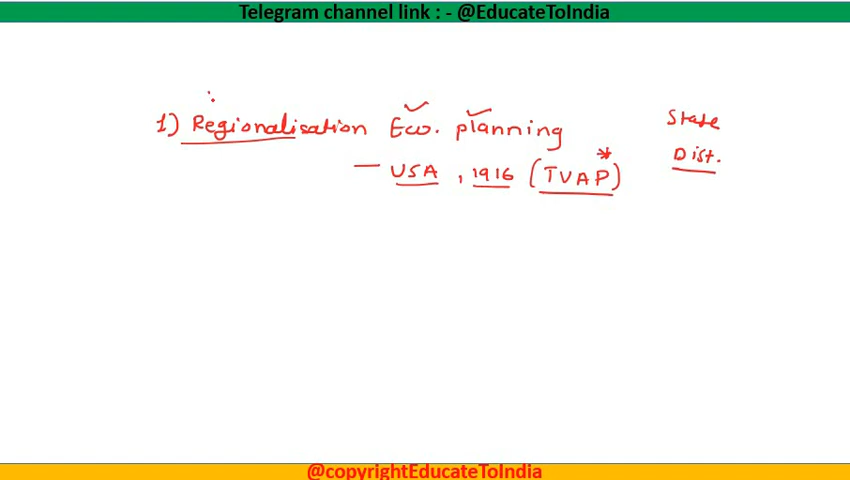 Telegram channel link : - @EducateToIndia
1) Regionalisation Eco. planning
State
Dist.
— USA , 1916 (TVAP)*
@copyrightEducateToIndia